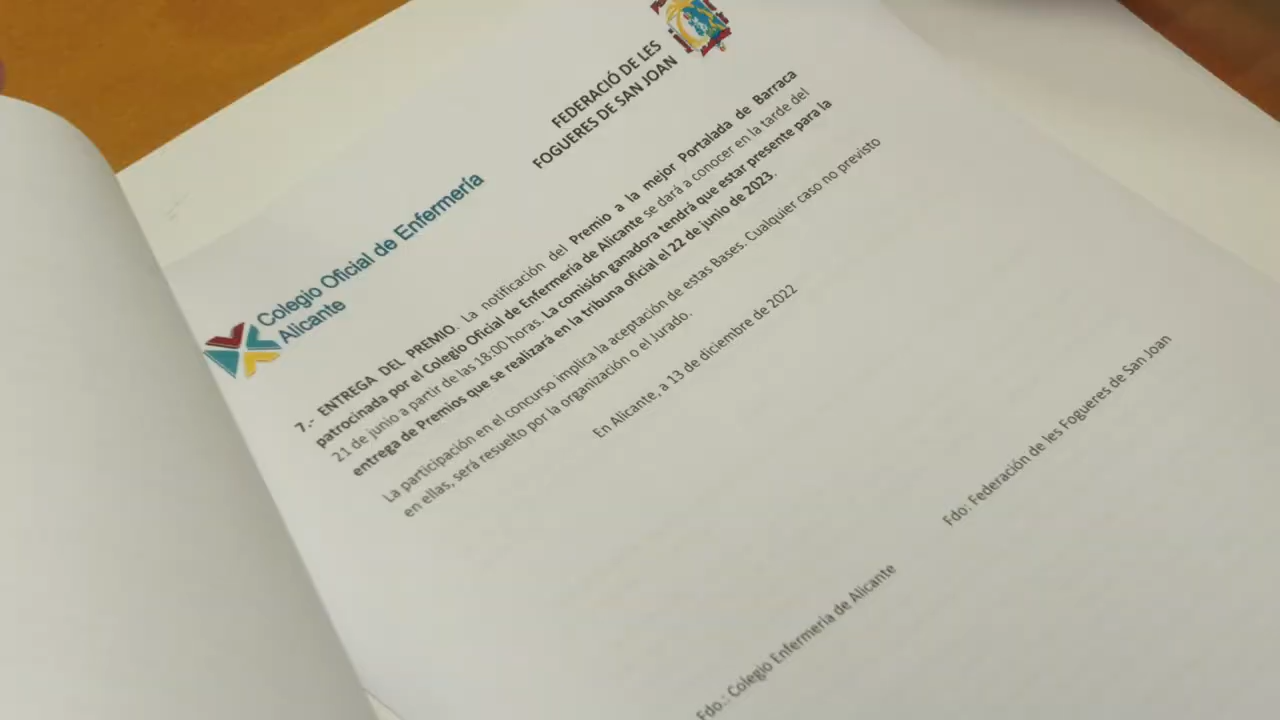 Colegio Oficial de Enfermería
Alicante
FEDERACIÓ DE LES
FOGUERES DE SAN JOAN
7.- ENTREGA DEL PREMIO. La notificación del Premio a la mejor Portalada de Barraca
patrocinada por el Colegio Oficial de Enfermería de Alicante se dará a conocer en la tarde del
21 de junio a partir de las 18:00 horas. La comisión ganadora tendrá que estar presente para la
entrega de Premios que se realizará en la tribuna oficial el 22 de junio de 2023.
La participación en el concurso implica la aceptación de estas Bases. Cualquier caso no previsto
en ellas, será resuelto por la organización o el Jurado.
En Alicante, a 13 de diciembre de 2022
Fdo.: Colegio Enfermería de Alicante
Fdo: Federación de les Fogueres de San Joan